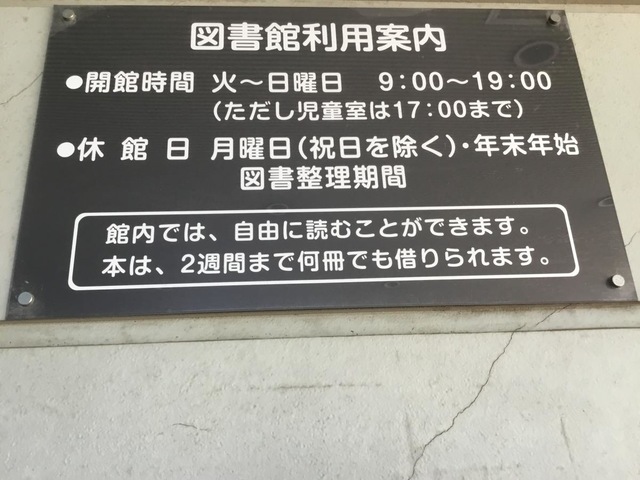 図書館利用案内
●開館時間 火～日曜日 9:00～19:00
(ただし児童室は17:00まで)
●休館日 月曜日(祝日を除く)・年末年始
図書整理期間
館内では、自由に読むことができます。
本は、2週間まで何冊でも借りられます。